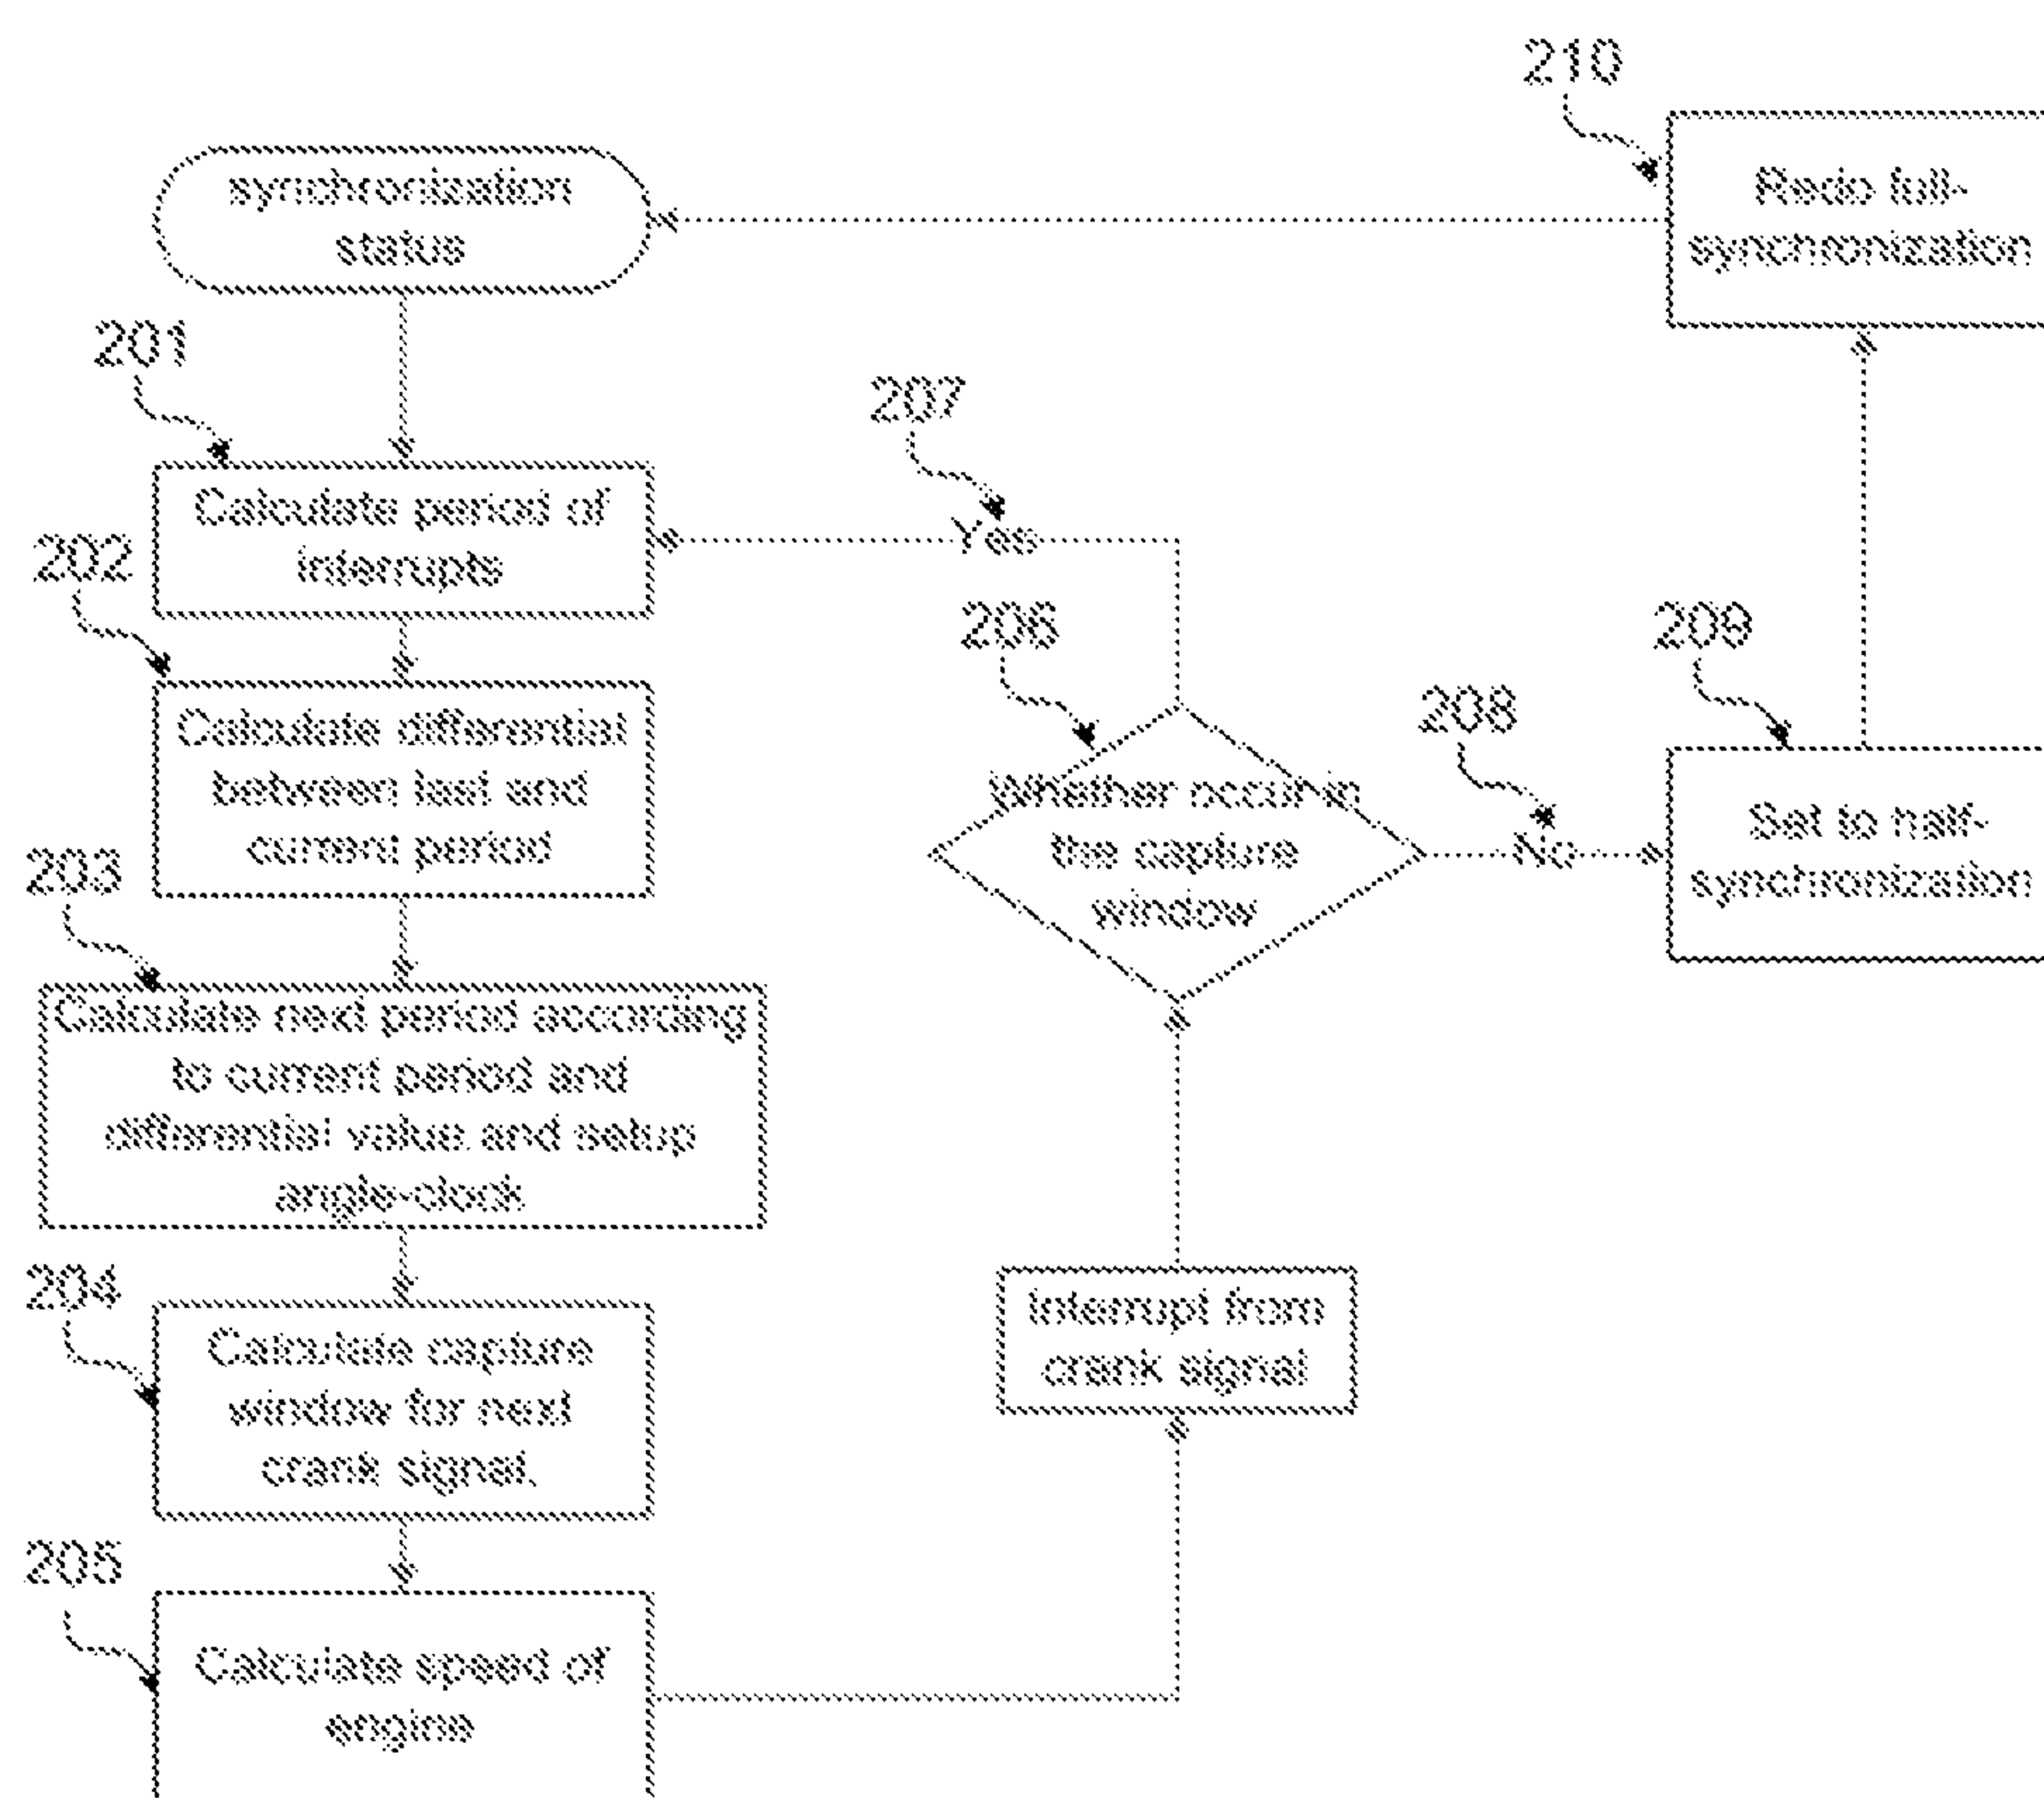 210
Redo full-
synchronization
synchronization
status
201
Calculate period of
interrupts
207
Yes
202
Calculate differential
between last and
current period
206
Whether occur in
the capture
window
208
No
209
Set to half-
synchronization
203
Calculate next period according
to current period and
differential value and setup
angle-clock
204
Calculate capture
window for next
crank signal.
Interrupt from
crank signal
205
Calculate speed of
engine